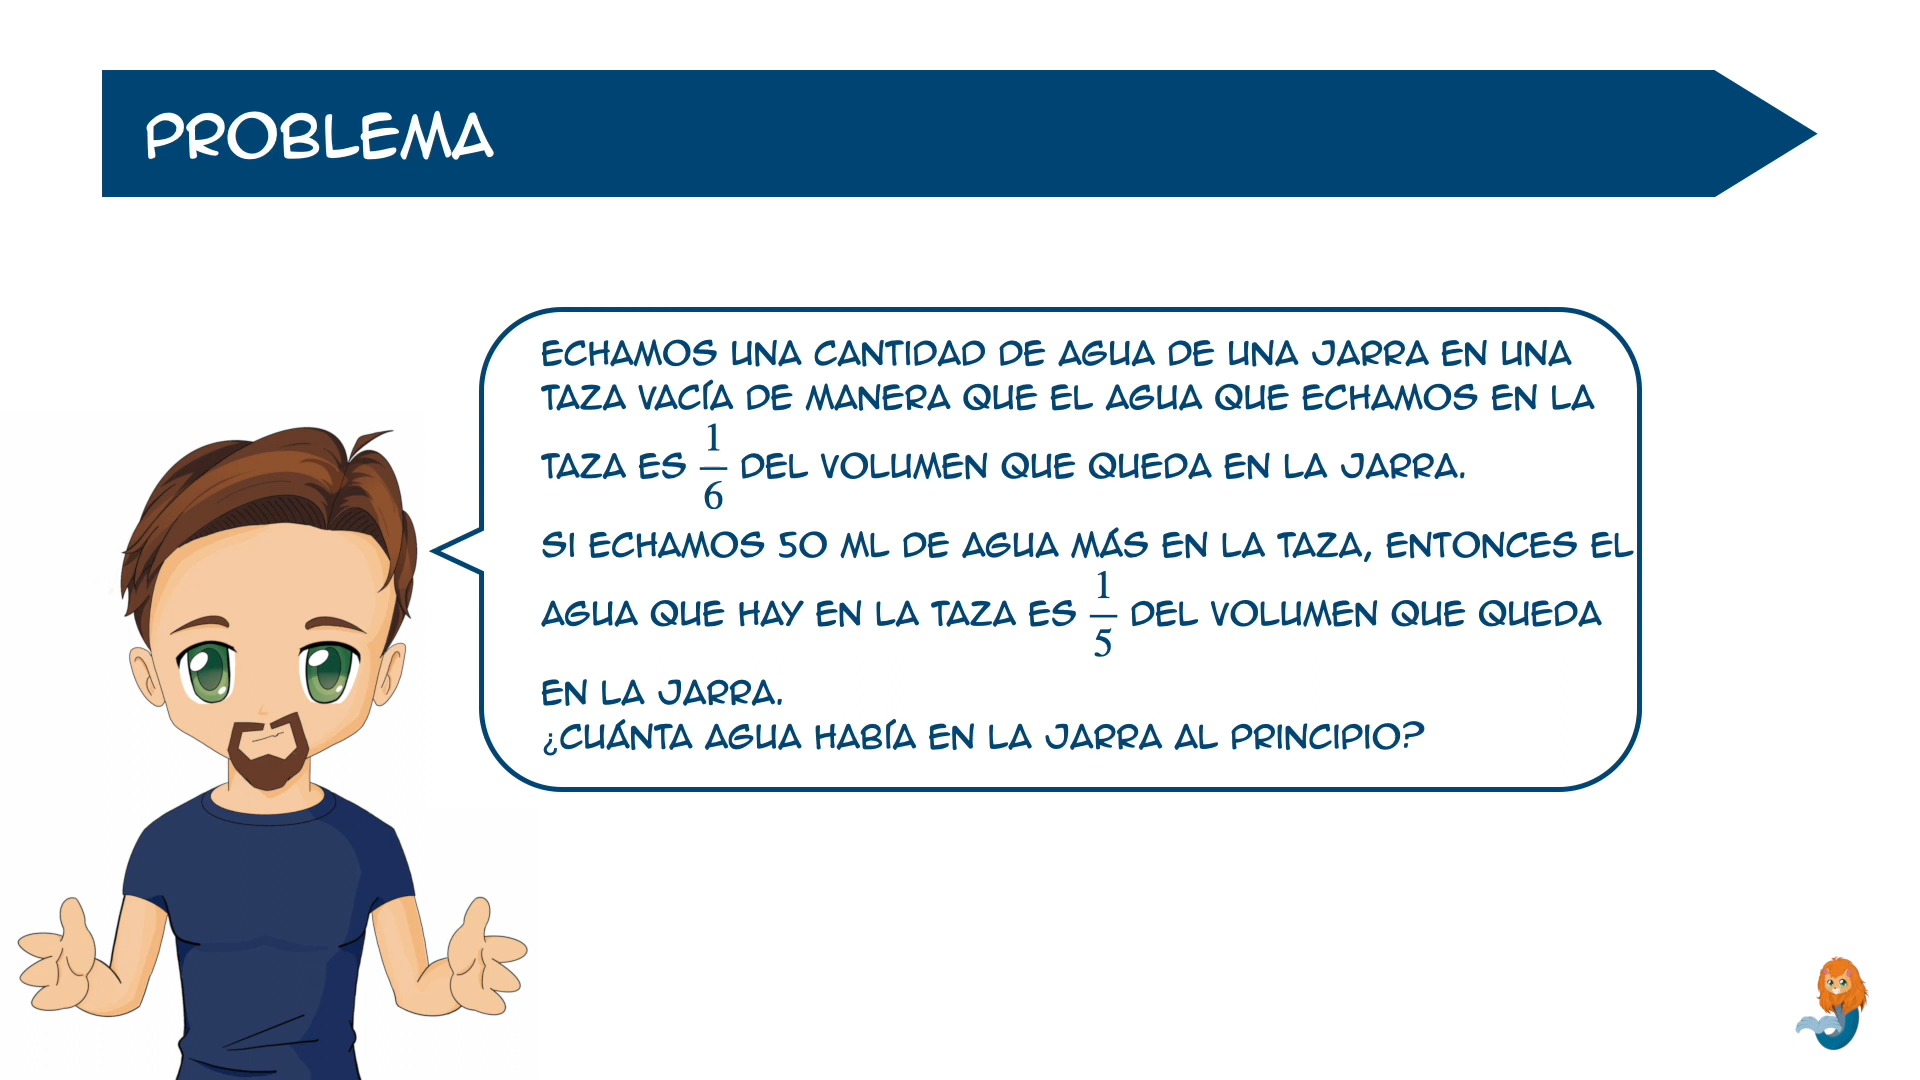 PROBLEMA
ECHAMOS UNA CANTIDAD DE AGUA DE UNA JARRA EN UNA
TAZA VACÍA DE MANERA QUE EL AGUA QUE ECHAMOS EN LA
TAZA ES 1/6 DEL VOLUMEN QUE QUEDA EN LA JARRA.
SI ECHAMOS 50 ML DE AGUA MÁS EN LA TAZA, ENTONCES EL
AGUA QUE HAY EN LA TAZA ES 1/5 DEL VOLUMEN QUE QUEDA
EN LA JARRA.
¿CUÁNTA AGUA HABÍA EN LA JARRA AL PRINCIPIO?